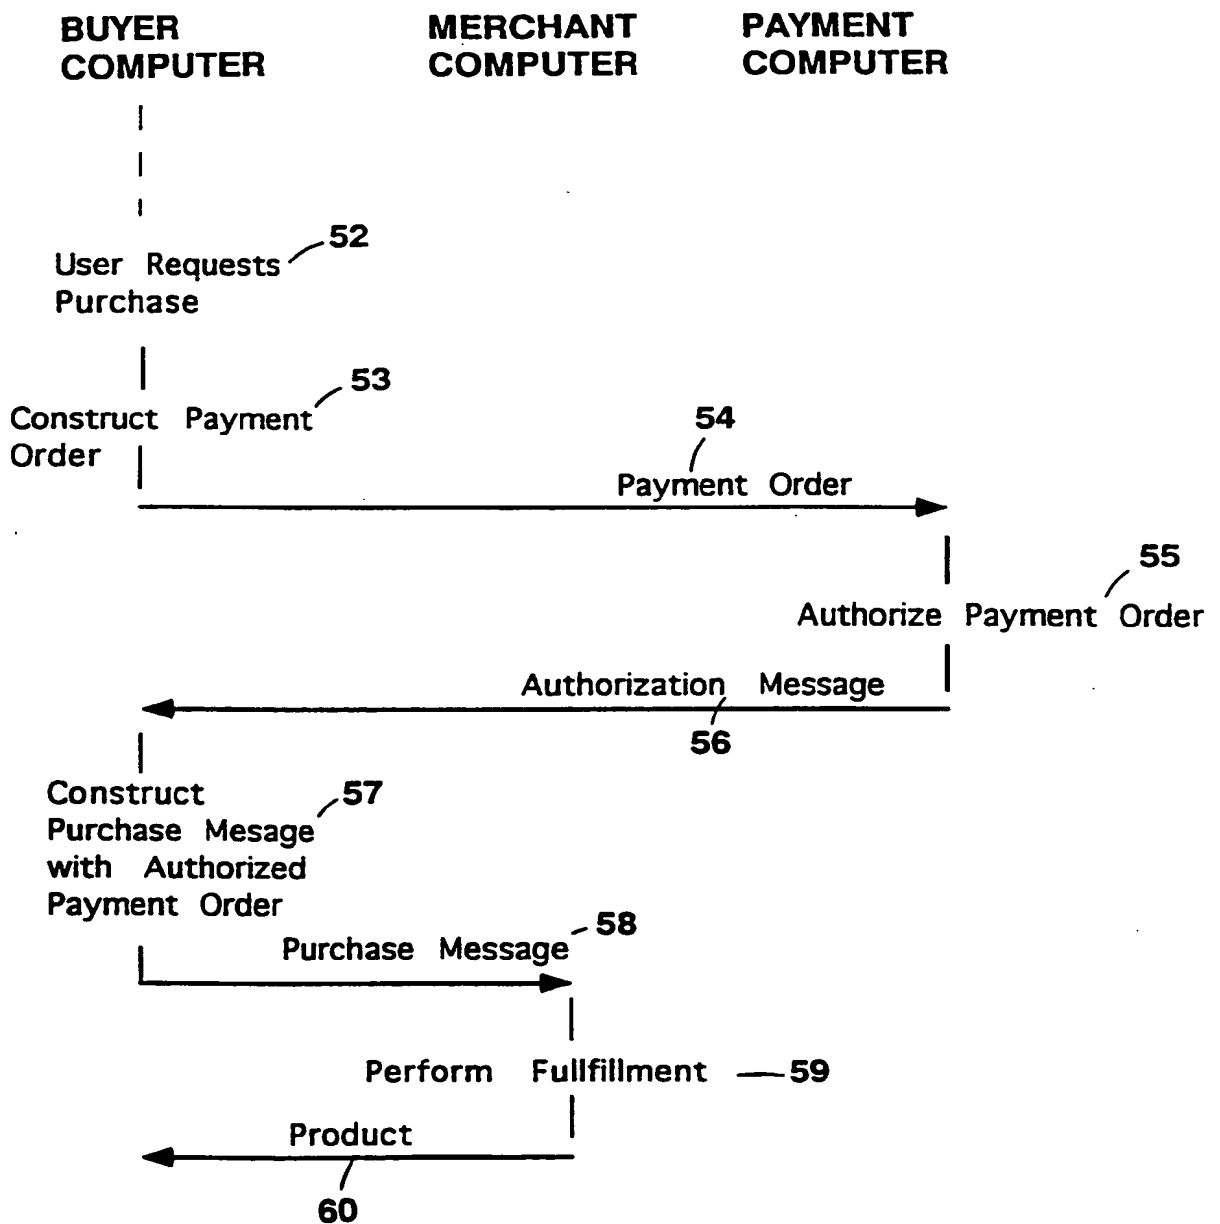 BUYER
COMPUTER
MERCHANT
COMPUTER
PAYMENT
COMPUTER
52
User Requests
Purchase
53
Construct Payment
Order
54
Payment Order
55
Authorize Payment Order
Authorization Message
56
Construct
57
Purchase Mesage
with Authorized
Payment Order
58
Purchase Message
Perform Fullfillment
59
Product
60